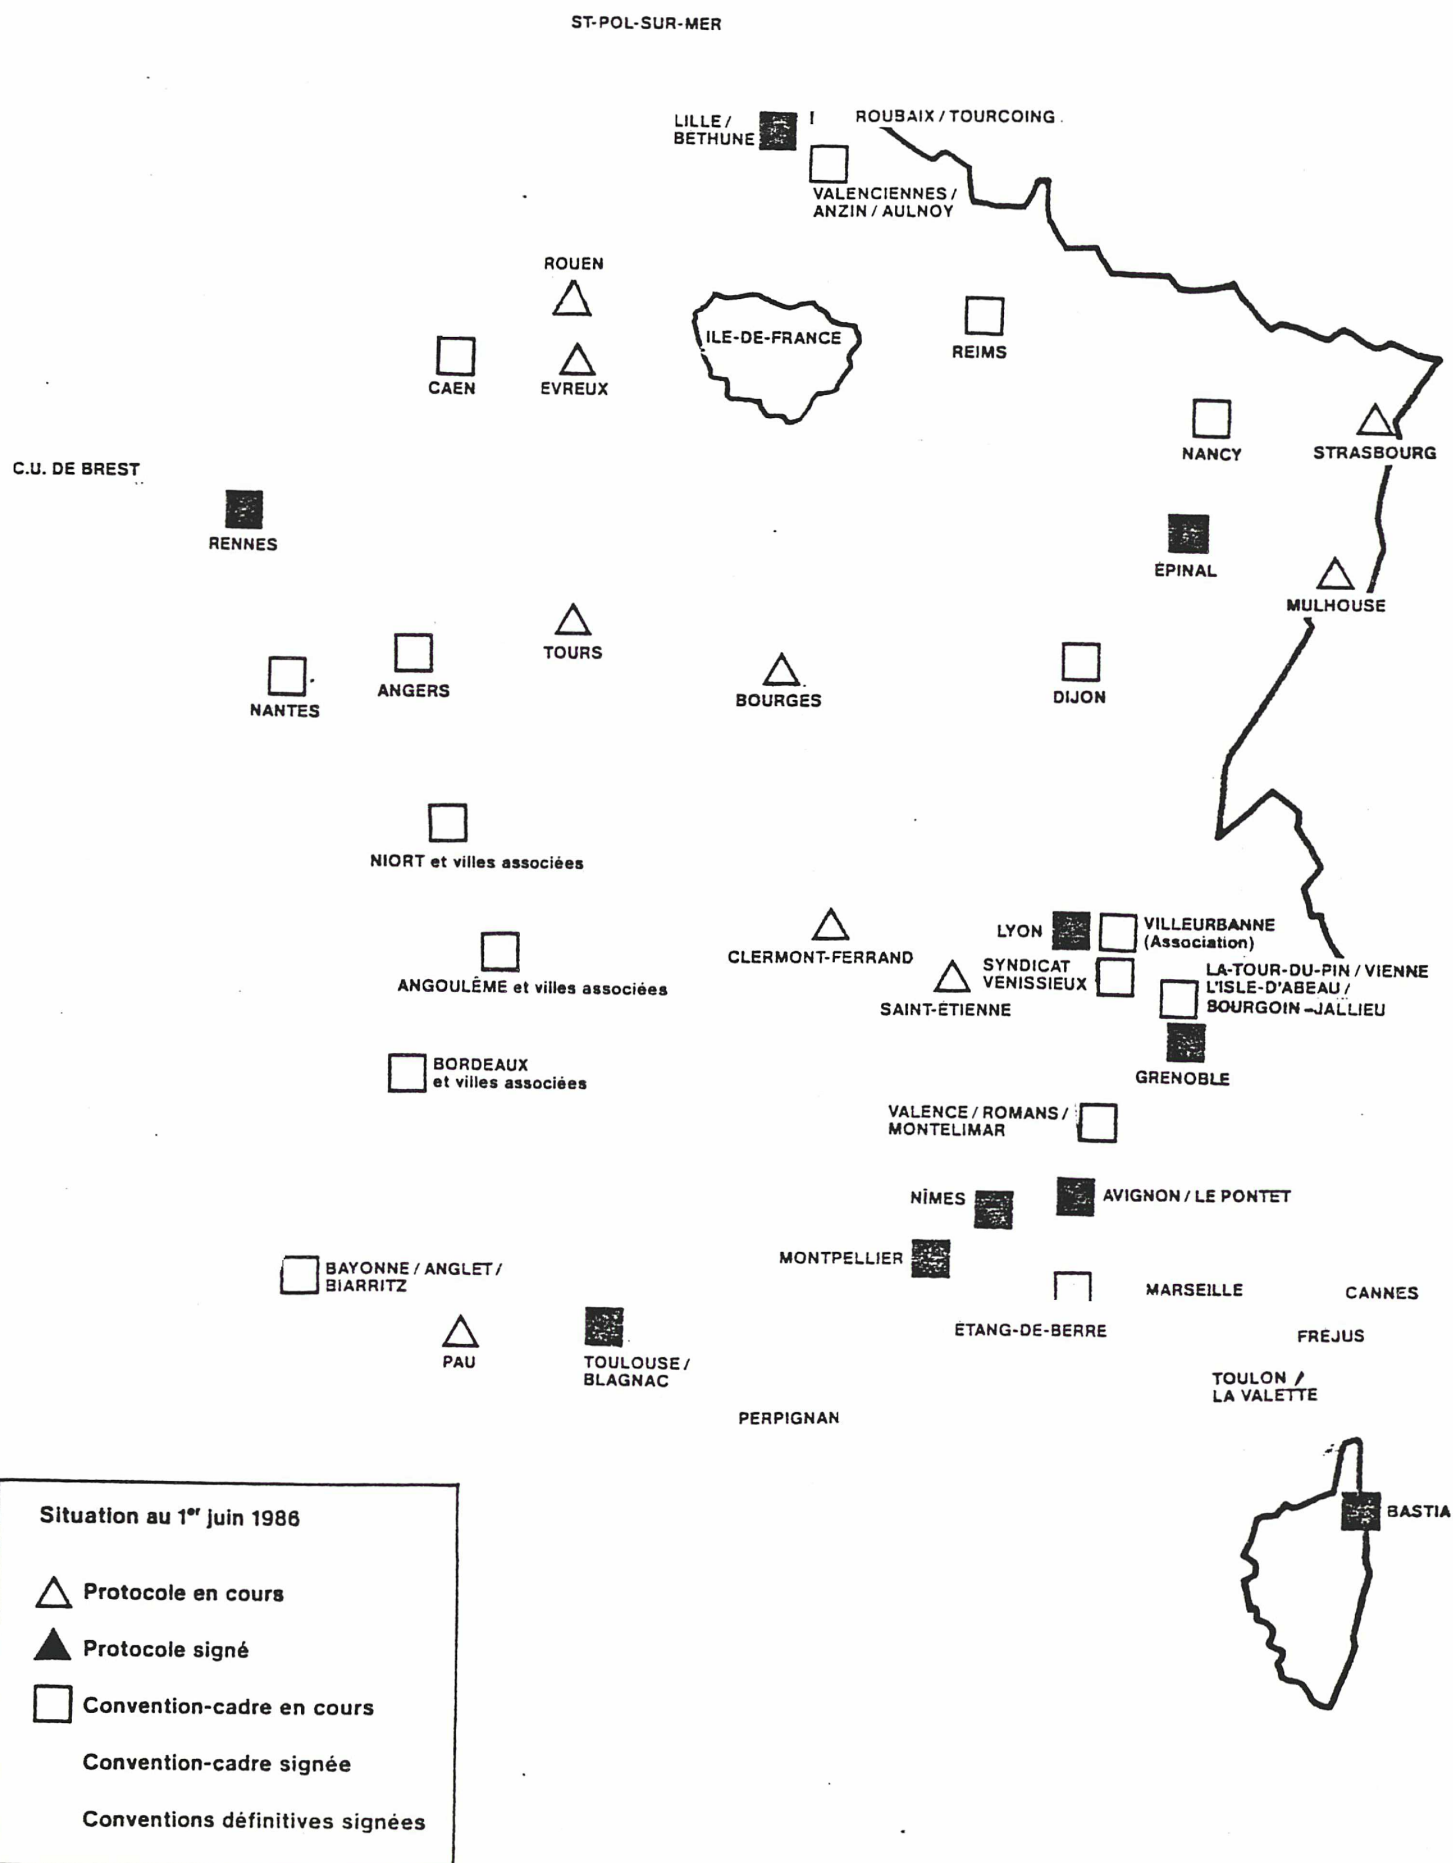 ST-POL-SUR-MER
LILLE /
BETHUNE
ROUBAIX / TOURCOING
VALENCIENNES /
ANZIN / AULNOY
ROUEN
ILE-DE-FRANCE
REIMS
CAEN
EVREUX
NANCY
STRASBOURG
C.U. DE BREST
RENNES
ÉPINAL
MULHOUSE
TOURS
ANGERS
NANTES
BOURGES
DIJON
NIORT et villes associées
LYON
VILLEURBANNE
(Association)
CLERMONT-FERRAND
SYNDICAT
VENISSIEUX
LA-TOUR-DU-PIN / VIENNE
L'ISLE-D'ABEAU /
BOURGOIN-JALLIEU
ANGOULÊME et villes associées
SAINT-ÉTIENNE
BORDEAUX
et villes associées
GRENOBLE
VALENCE / ROMANS /
MONTELIMAR
NÎMES
AVIGNON / LE PONTET
MONTPELLIER
BAYONNE / ANGLET /
BIARRITZ
MARSEILLE
CANNES
ÉTANG-DE-BERRE
FRÉJUS
PAU
TOULOUSE /
BLAGNAC
TOULON /
LA VALETTE
PERPIGNAN
BASTIA
Situation au 1er juin 1986
Protocole en cours
Protocole signé
Convention-cadre en cours
Convention-cadre signée
Conventions définitives signées